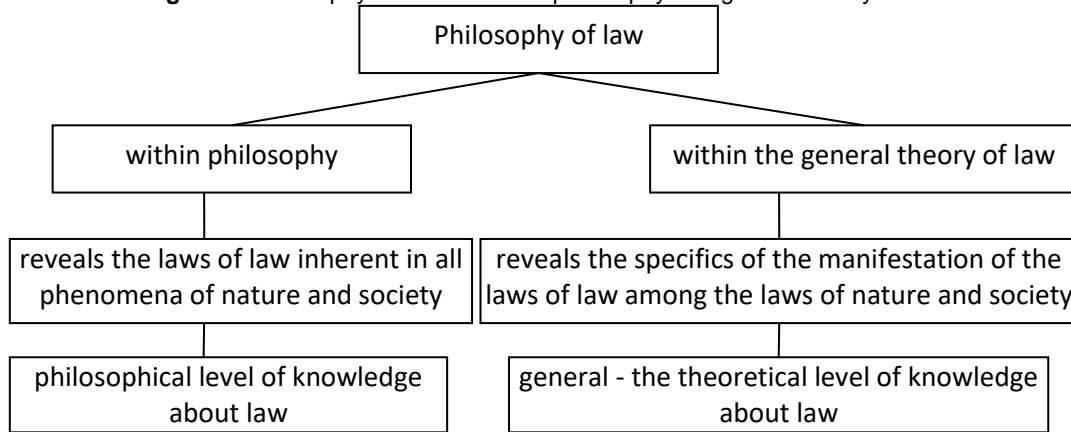 Philosophy of law
within philosophy
within the general theory of law
reveals the laws of law inherent in all
phenomena of nature and society
reveals the specifics of the manifestation of the
laws of law among the laws of nature and society
philosophical level of knowledge
about law
general - the theoretical level of knowledge
about law